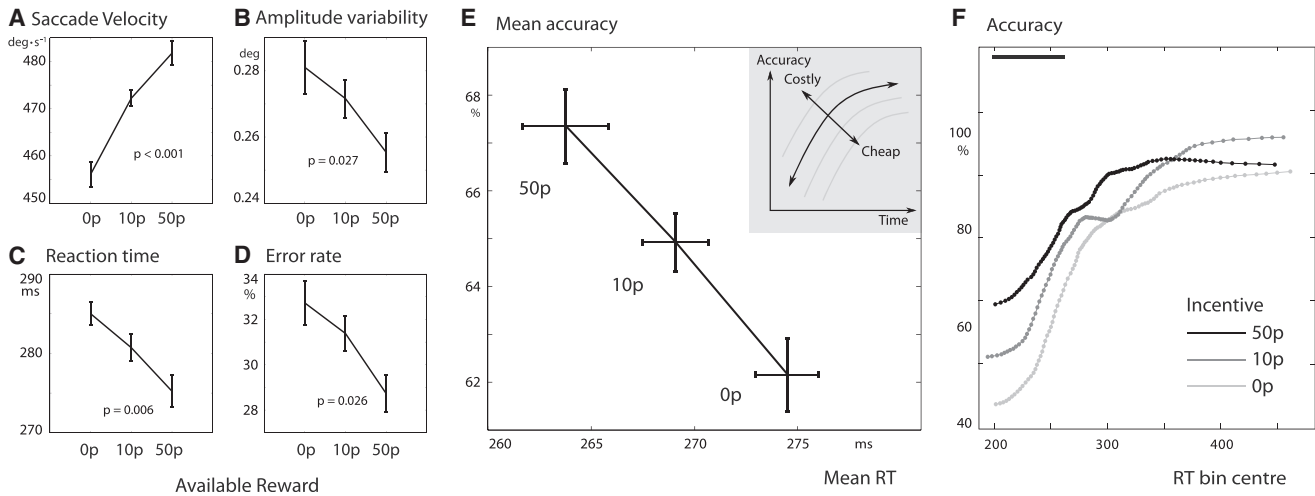 A Saccade Velocity
deg·s⁻¹
480
470
460
450
p < 0.001
0p 10p 50p
B Amplitude variability
deg
0.28
0.26
0.24
p = 0.027
0p 10p 50p
C Reaction time
290
ms
280
270
p = 0.006
0p 10p 50p
D Error rate
34
%
32
30
28
p = 0.026
0p 10p 50p
Available Reward
E Mean accuracy
68
%
66
64
62
50p
10p
0p
Accuracy
Costly
Cheap
Time
260 265 270 275 ms
Mean RT
F Accuracy
100
%
80
60
40
Incentive
50p
10p
0p
200 300 400
RT bin centre